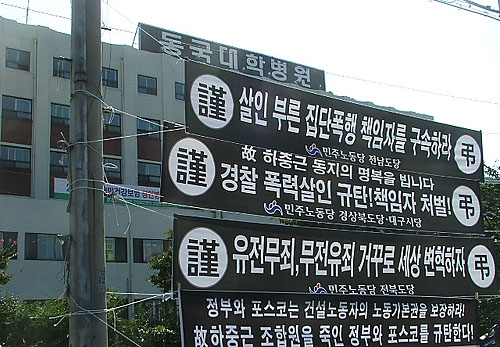 동국대학병원
謹 살인 부른 집단폭행 책임자를 구속하라 弔
민주노동당 전남도당
故 하중근 동지의 명복을 빕니다
謹 경찰 폭력살인 규탄!책임자 처벌! 弔
민주노동당 경상북도당·대구시당
謹 유전무죄, 무전유죄 거꾸로 세상 변혁하자 弔
민주노동당 전북도당
정부와 포스코는 건설노동자의 노동기본권을 보장하라!
故 하중근 조합원을 죽인 정부와 포스코를 규탄한다!